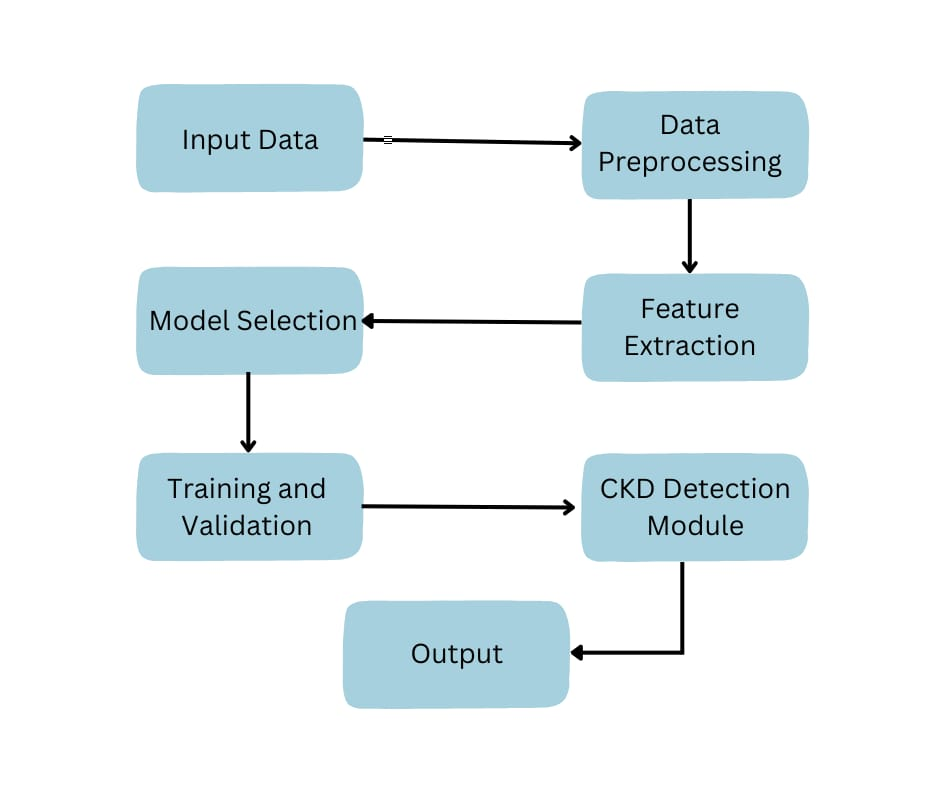 Input Data
Data
Preprocessing
Feature
Extraction
Model Selection
Training and
Validation
CKD Detection
Module
Output